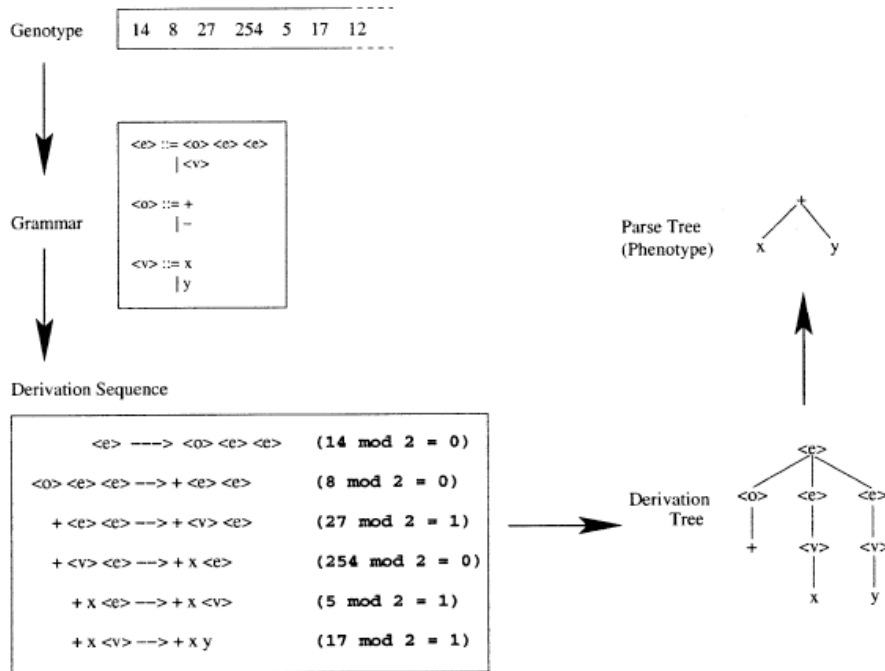 Genotype 14 8 27 254 5 17 12
<e> ::= <o> <e> <e>
| <v>
Grammar
<o> ::= +
| –
<v> ::= x
| y
Derivation Sequence
<e> ---> <o> <e> <e> (14 mod 2 = 0)
<o> <e> <e> --> + <e> <e> (8 mod 2 = 0)
+ <e> <e> --> + <v> <e> (27 mod 2 = 1)
+ <v> <e> --> + x <e> (254 mod 2 = 0)
+ x <e> --> + x <v> (5 mod 2 = 1)
+ x <v> --> + x y (17 mod 2 = 1)
Parse Tree
(Phenotype)
+
x y
Derivation
Tree
<e>
<o> <e> <e>
+ <v> <v>
x y